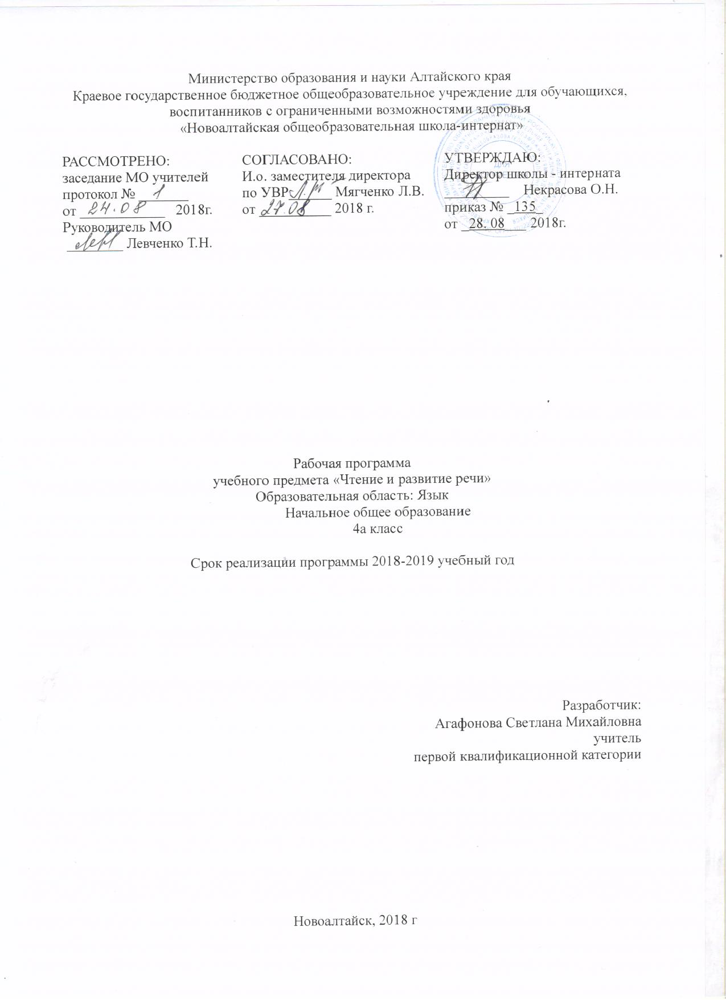 Министерство образования и науки Алтайского края
Краевое государственное бюджетное общеобразовательное учреждение для обучающихся,
воспитанников с ограниченными возможностями здоровья
«Новоалтайская общеобразовательная школа-интернат»
РАССМОТРЕНО:
заседание МО учителей
протокол № 1
от 24.08 2018г.
Руководитель МО
Левченко Т.Н.
СОГЛАСОВАНО:
И.о. заместителя директора
по УВР Мягченко Л.В.
от 27.08 2018 г.
УТВЕРЖДАЮ:
Директор школы - интерната
Некрасова О.Н.
приказ № 135
от 28. 08 2018г.
Рабочая программа
учебного предмета «Чтение и развитие речи»
Образовательная область: Язык
Начальное общее образование
4а класс
Срок реализации программы 2018-2019 учебный год
Разработчик:
Агафонова Светлана Михайловна
учитель
первой квалификационной категории
Новоалтайск, 2018 г